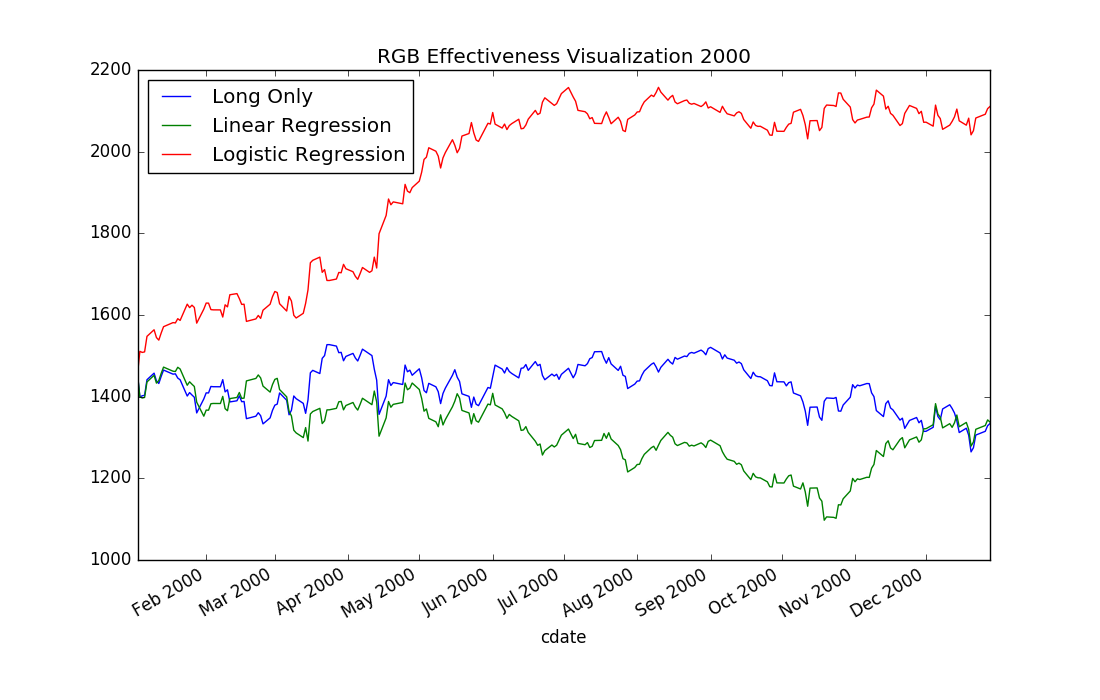 RGB Effectiveness Visualization 2000
Long Only
Linear Regression
Logistic Regression
2200
2000
1800
1600
1400
1200
1000
Feb 2000
Mar 2000
Apr 2000
May 2000
Jun 2000
Jul 2000
Aug 2000
Sep 2000
Oct 2000
Nov 2000
Dec 2000
cdate